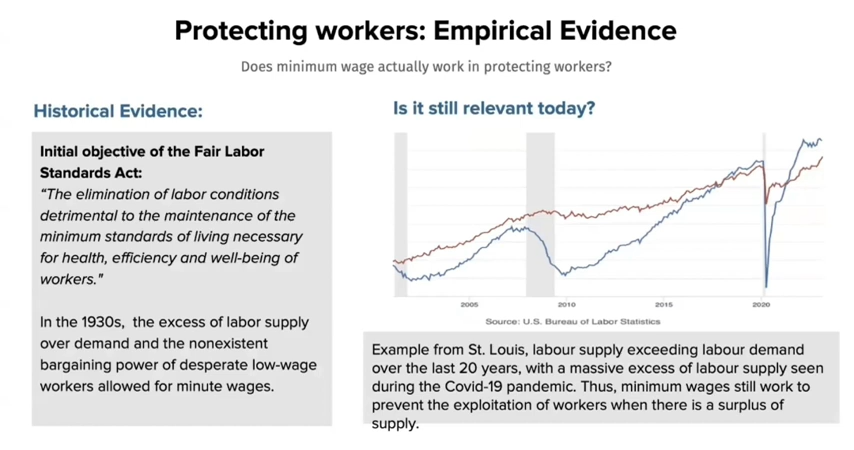 Protecting workers: Empirical Evidence
Does minimum wage actually work in protecting workers?
Historical Evidence:
Initial objective of the Fair Labor
Standards Act:
“The elimination of labor conditions
detrimental to the maintenance of the
minimum standards of living necessary
for health, efficiency and well-being of
workers."
In the 1930s, the excess of labor supply
over demand and the nonexistent
bargaining power of desperate low-wage
workers allowed for minute wages.
Is it still relevant today?
2005 2010 2015 2020
Source: U.S. Bureau of Labor Statistics
Example from St. Louis, labour supply exceeding labour demand
over the last 20 years, with a massive excess of labour supply seen
during the Covid-19 pandemic. Thus, minimum wages still work to
prevent the exploitation of workers when there is a surplus of
supply.